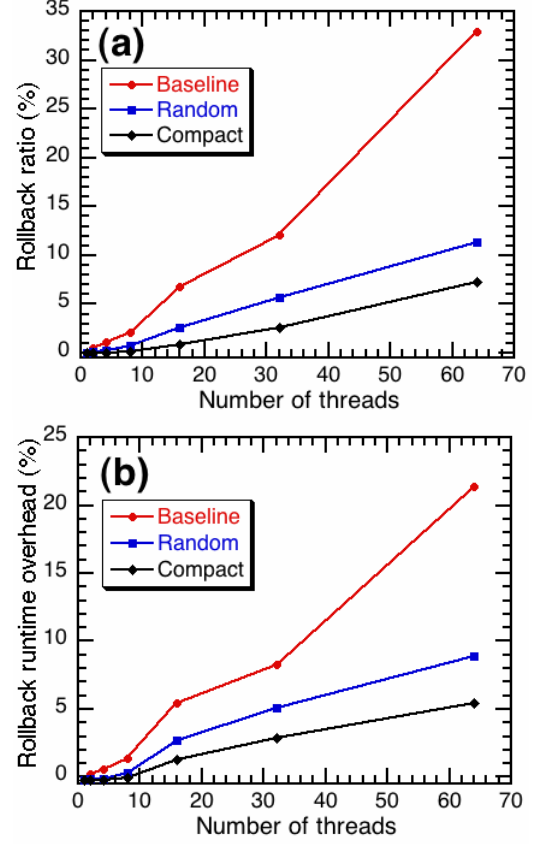 35
(a)
30
Baseline
Random
Compact
25
20
15
10
5
0
Rollback ratio (%)
0 10 20 30 40 50 60 70
Number of threads
25
(b)
20
Baseline
Random
Compact
15
10
5
0
Rollback runtime overhead (%)
0 10 20 30 40 50 60 70
Number of threads